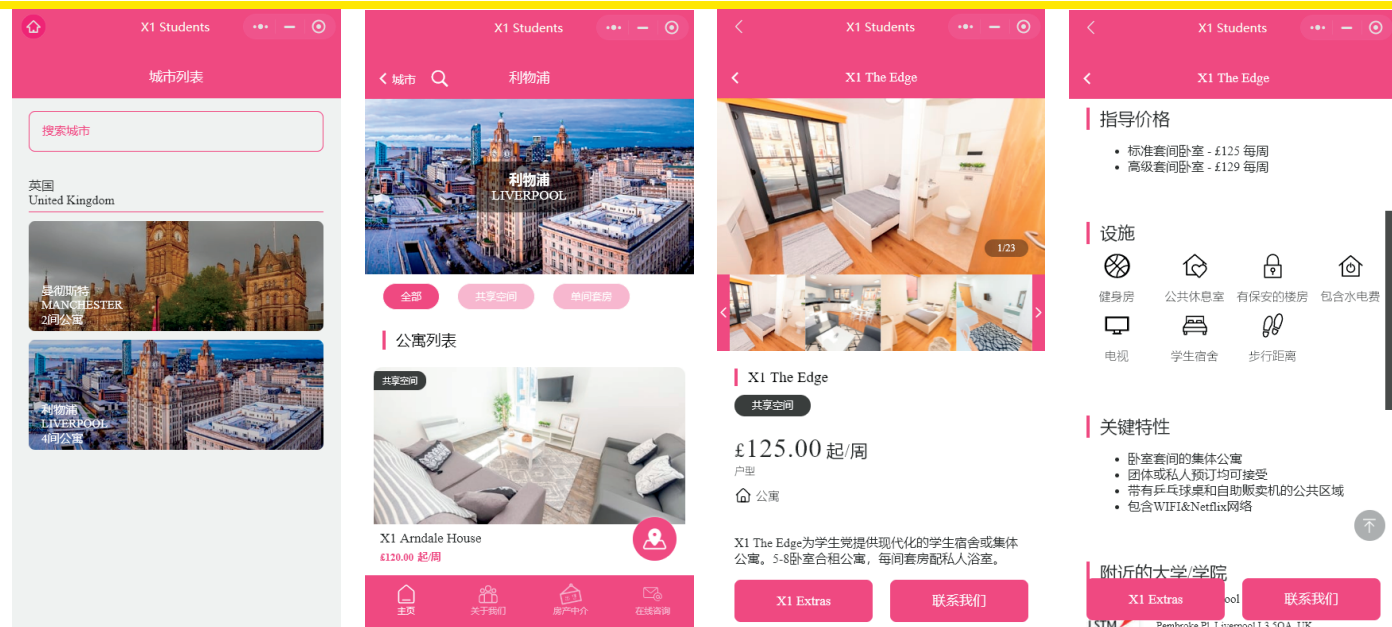 X1 Students
城市列表
搜索城市
英国
United Kingdom
曼彻斯特
MANCHESTER
2间公寓
利物浦
LIVERPOOL
4间公寓
X1 Students
城市
利物浦
利物浦
LIVERPOOL
全部
共享空间
单间套房
公寓列表
共享空间
X1 Arndale House
£120.00 起/周
主页
关于我们
房产中介
在线咨询
X1 Students
X1 The Edge
1/23
X1 The Edge
共享空间
£125.00 起/周
户型
公寓
X1 The Edge为学生党提供现代化的学生宿舍或集体
公寓。5-8卧室合租公寓，每间套房配私人浴室。
X1 Extras
联系我们
X1 Students
X1 The Edge
指导价格
标准套间卧室 - £125 每周
高级套间卧室 - £129 每周
设施
健身房
公共休息室
有保安的楼房
包含水电费
电视
学生宿舍
步行距离
关键特性
卧室套间的集体公寓
团体或私人预订均可接受
带有乒乓球桌和自助贩卖机的公共区域
包含WIFI&Netflix网络
附近的大学/学院
X1 Extras
ool
联系我们
LSTM
Pembroke Pl, Liverpool L3 5QA, UK